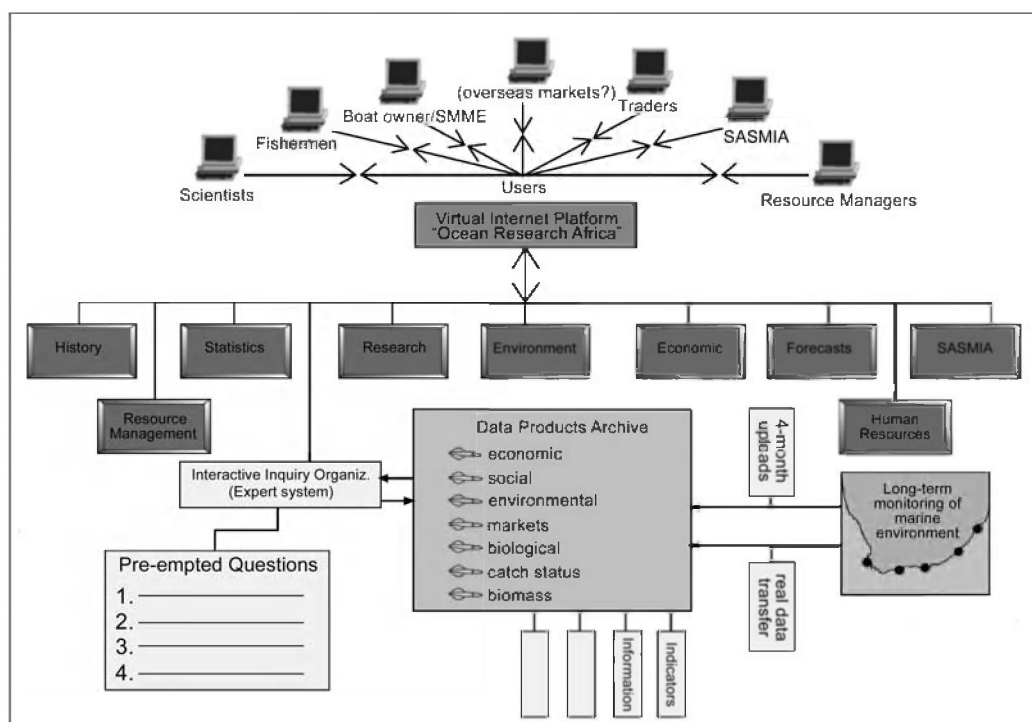 (overseas markets?)
Traders
Boat owner/SMME
Fishermen
SASMIA
Scientists
Users
Resource Managers
Virtual Internet Platform
"Ocean Research Africa"
History
Statistics
Research
Environment
Economic
Forecasts
SASMIA
Resource
Management
Human
Resources
Data Products Archive
economic
social
environmental
markets
biological
catch status
biomass
Interactive Inquiry Organiz.
(Expert system)
4-month
uploads
Long-term
monitoring of
marine
environment
real data
transfer
Pre-empted Questions
1.
2.
3.
4.
Information
Indicators